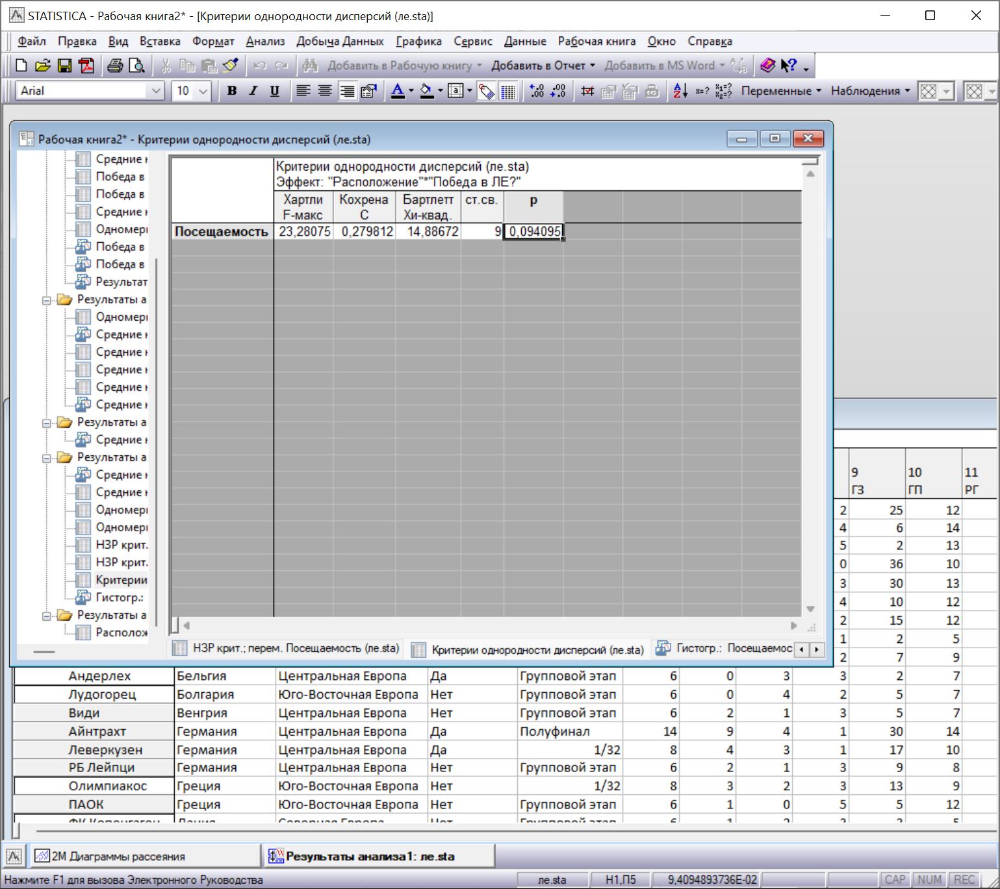 STATISTICA - Рабочая книга2* - [Критерии однородности дисперсий (ле.sta)]
Файл Правка Вид Вставка Формат Анализ Добыча Данных Графика Сервис Данные Рабочая книга Окно Справка
Добавить в Рабочую книгу Добавить в Отчет Добавить в MS Word
Arial 10 B I U Переменные Наблюдения
Рабочая книга2* - Критерии однородности дисперсий (ле.sta)
Средние
Победа в
Победа в
Средние
Одномер
Победа в
Победа в
Результат
Результаты а
Одномер
Средние
Средние
Средние
Средние
Средние
Результаты а
Средние
Результаты а
Средние
Средние
Одномер
Одномер
НЗР крит.
НЗР крит.
Критерии
Гистогр.:
Результаты а
Располож
Критерии однородности дисперсий (ле.sta)
Эффект: "Расположение"*"Победа в ЛЕ?"
Хартли Кохрена Бартлетт ст.св. p
F-макс C Хи-квад.
Посещаемость 23,28075 0,279812 14,88672 9 0,094095
НЗР крит.; перем. Посещаемость (ле.sta) Критерии однородности дисперсий (ле.sta) Гистогр.: Посещаемос
9 10 11
ГЗ ГП РГ
2 25 12
4 6 14
5 2 13
0 36 10
3 30 13
4 10 12
2 15 12
1 2 5
2 7 9
Андерлех Бельгия Центральная Европа Да Групповой этап 6 0 3 3 2 7
Лудогорец Болгария Юго-Восточная Европа Нет Групповой этап 6 0 4 2 5 7
Види Венгрия Центральная Европа Нет Групповой этап 6 2 1 3 5 7
Айнтрахт Германия Центральная Европа Да Полуфинал 14 9 4 1 30 14
Леверкузен Германия Центральная Европа Да 1/32 8 4 3 1 17 10
РБ Лейпци Германия Центральная Европа Нет Групповой этап 6 2 1 3 9 8
Олимпиакос Греция Юго-Восточная Европа Нет 1/32 8 3 2 3 13 9
ПАОК Греция Юго-Восточная Европа Нет Групповой этап 6 1 0 5 5 12
2М Диаграммы рассеяния Результаты анализа1: ле.sta
Нажмите F1 для вызова Электронного Руководства ле.sta Н1,П5 9,4094893736E-02 CAP NUM REC